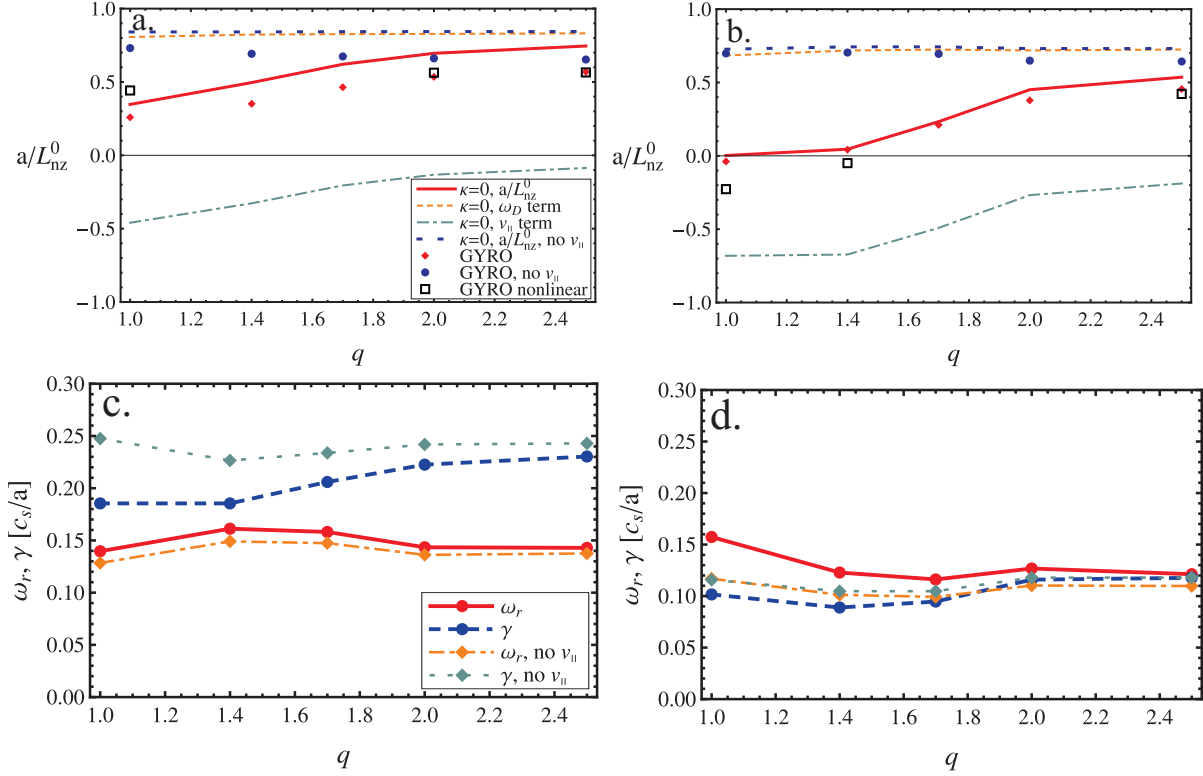 a.
1.0
0.5
0.0
−0.5
−1.0
a/L⁰nz
κ=0, a/L⁰nz
κ=0, ωD term
κ=0, v∥ term
κ=0, a/L⁰nz, no v∥
GYRO
GYRO, no v∥
GYRO nonlinear
1.0 1.2 1.4 1.6 1.8 2.0 2.2 2.4
q
b.
1.0
0.5
0.0
−0.5
−1.0
a/L⁰nz
1.0 1.2 1.4 1.6 1.8 2.0 2.2 2.4
q
c.
0.30
0.25
0.20
0.15
0.10
0.05
0.00
ωr, γ [cs/a]
ωr
γ
ωr, no v∥
γ, no v∥
1.0 1.2 1.4 1.6 1.8 2.0 2.2 2.4
q
d.
0.30
0.25
0.20
0.15
0.10
0.05
0.00
ωr, γ [cs/a]
1.0 1.2 1.4 1.6 1.8 2.0 2.2 2.4
q